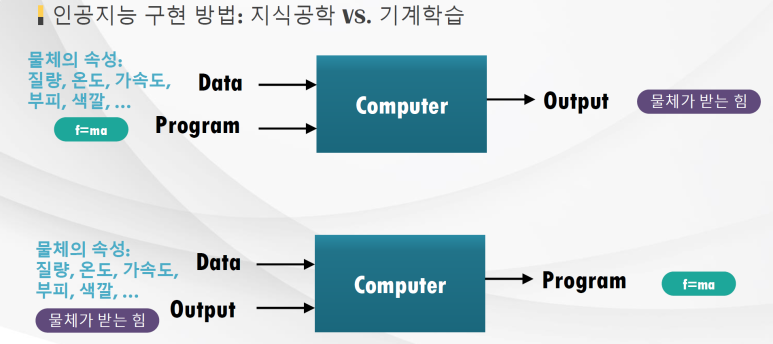 인공지능 구현 방법: 지식공학 vs. 기계학습
물체의 속성:
질량, 온도, 가속도,
부피, 색깔, ...
f=ma
Data
Program
Computer
Output
물체가 받는 힘
물체의 속성:
질량, 온도, 가속도,
부피, 색깔, ...
물체가 받는 힘
Data
Output
Computer
Program
f=ma